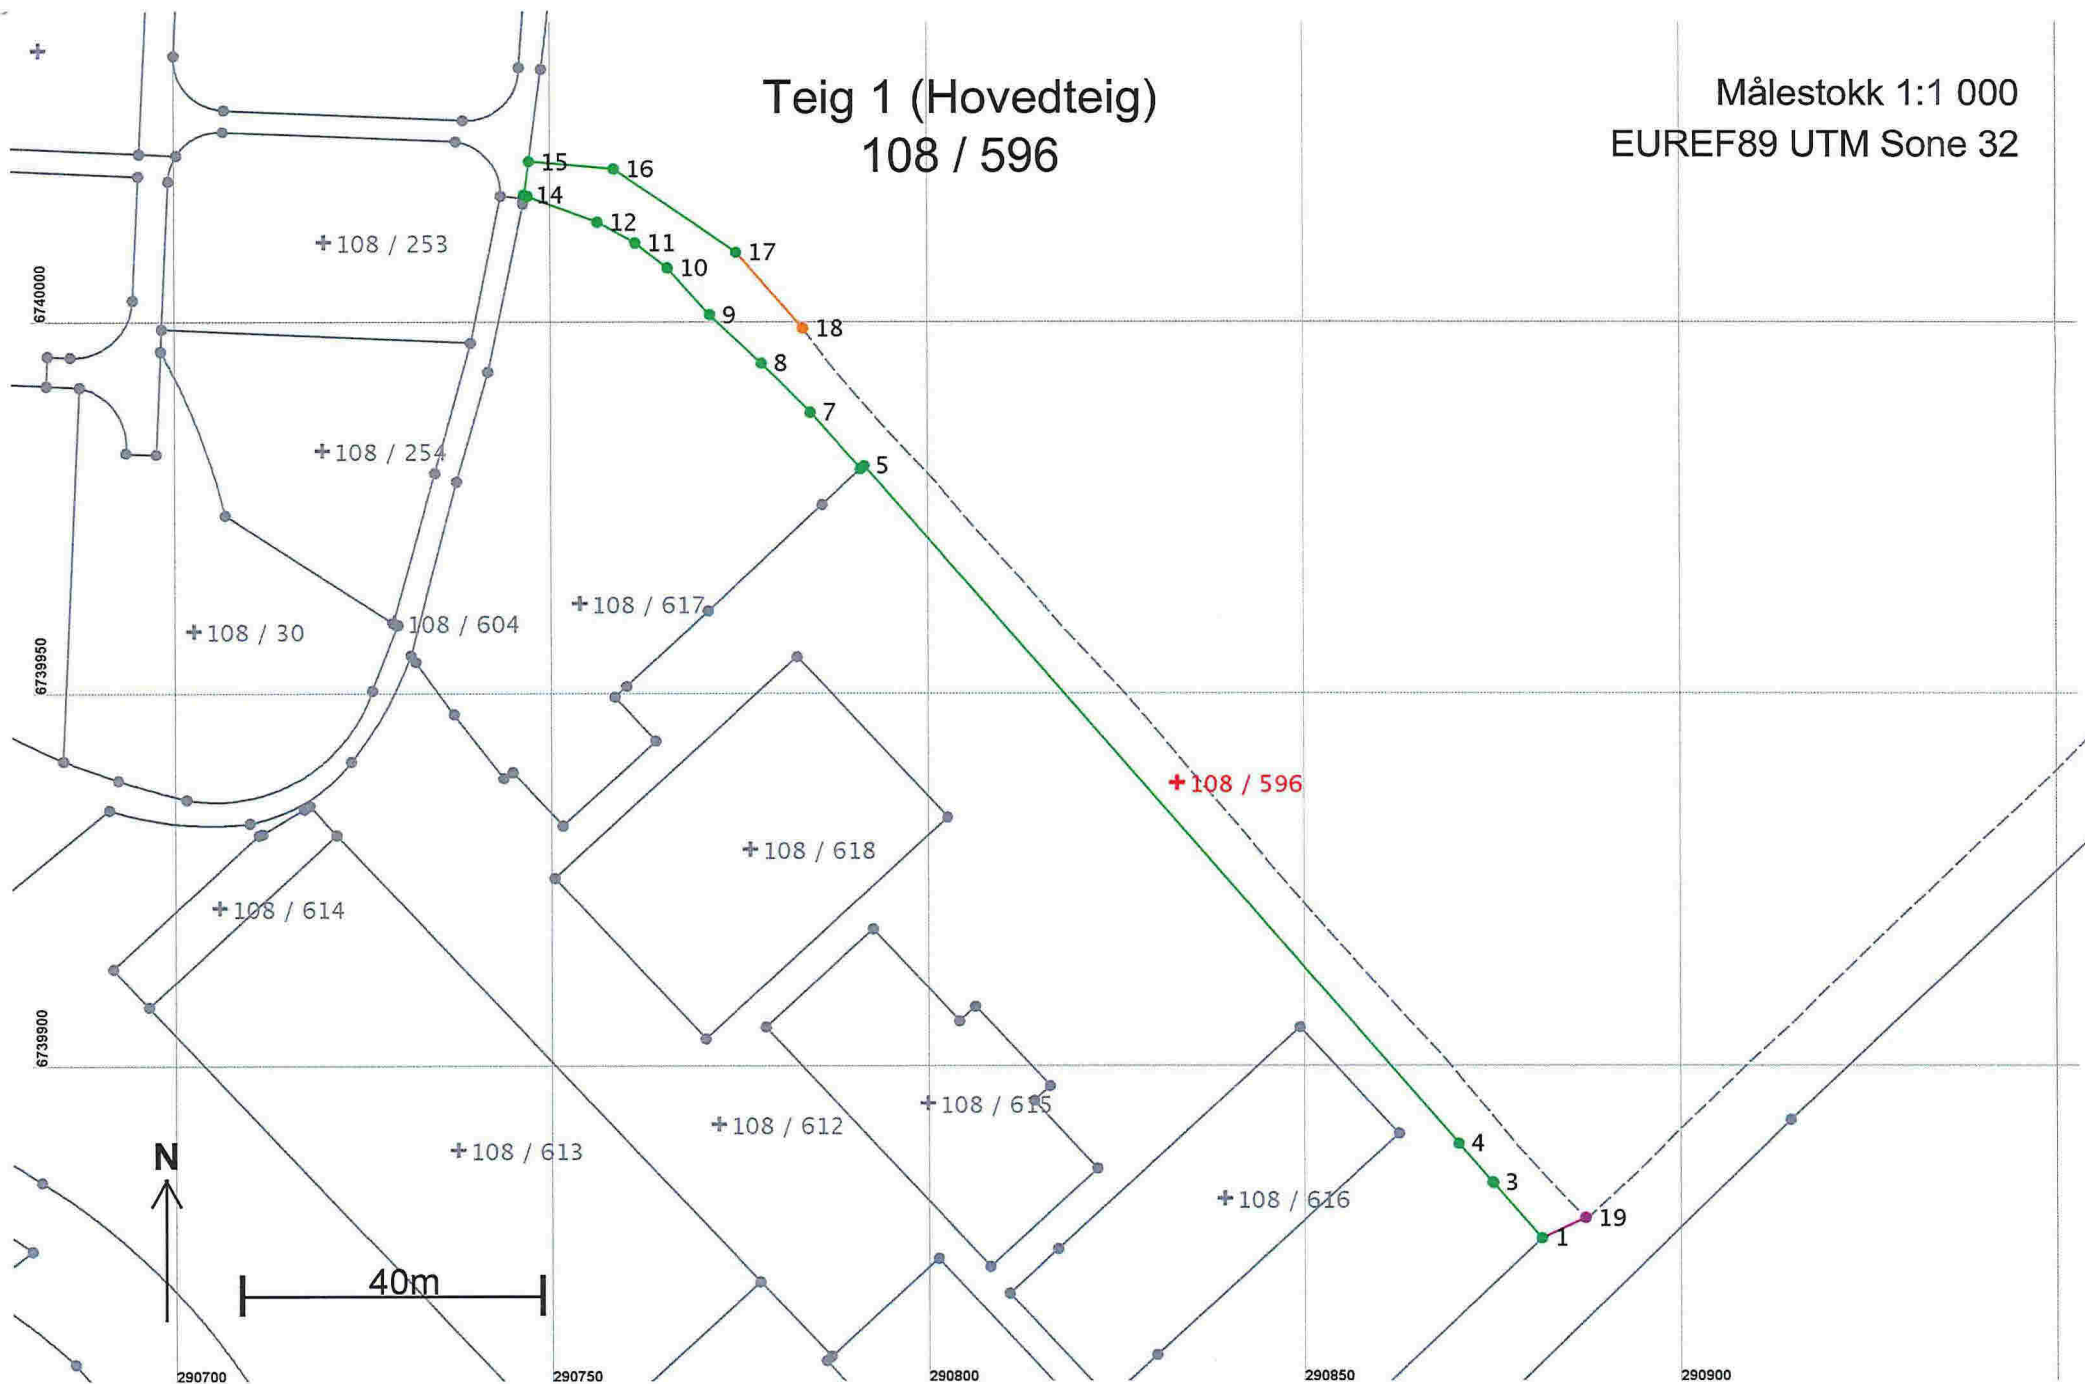 Teig 1 (Hovedteig)
108 / 596
Målestokk 1:1 000
EUREF89 UTM Sone 32
15
16
14
12
11
10
17
9
18
8
7
5
108 / 253
6740000
108 / 254
108 / 617
108 / 30
108 / 604
6739950
108 / 596
108 / 618
108 / 614
6739900
108 / 615
108 / 612
108 / 613
4
3
108 / 616
19
1
N
40m
290700
290750
290800
290850
290900